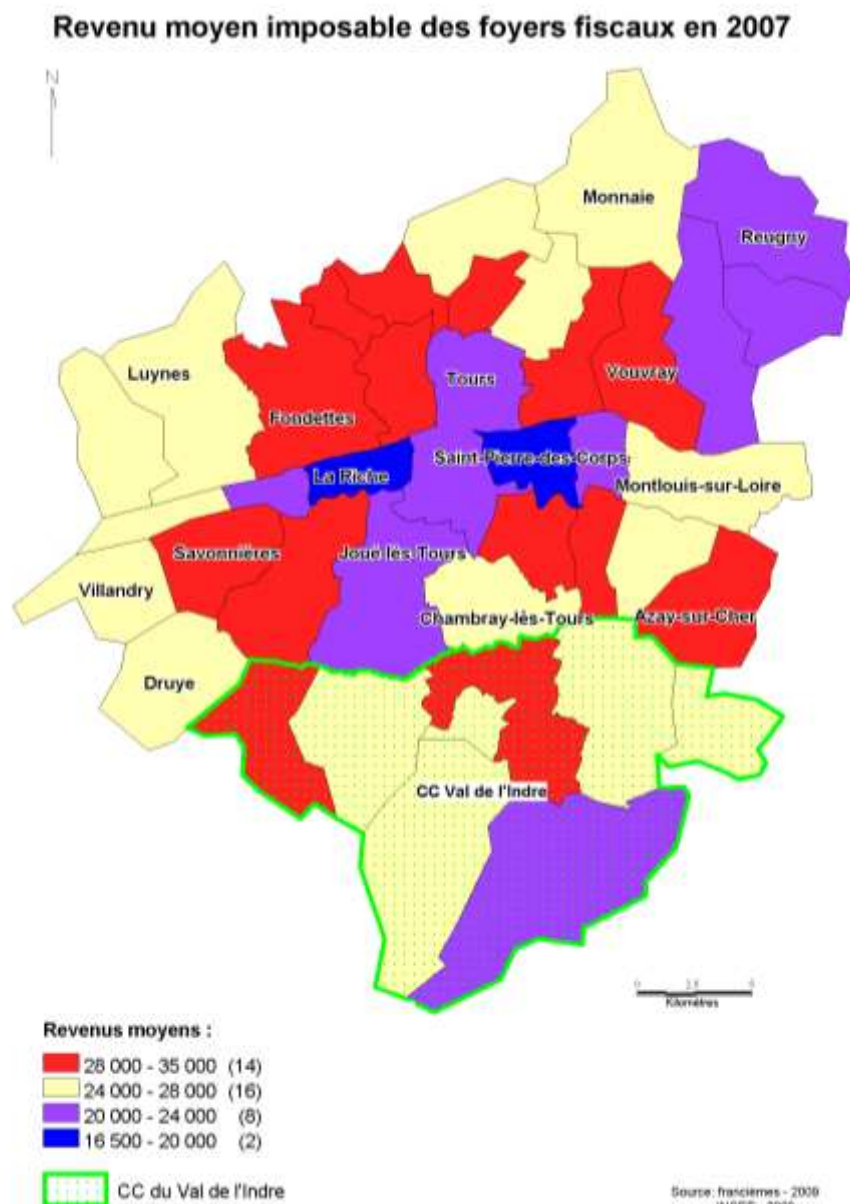 Revenu moyen imposable des foyers fiscaux en 2007
N
Monnaie
Reugny
Luynes
Tours
Vouvray
Fondettes
La Riche
Saint-Pierre-des-Corps
Montlouis-sur-Loire
Savonnières
Joué lès Tours
Villandry
Chambray-lès-Tours
Azay-sur-Cher
Druye
CC Val de l'Indre
Kilomètres
Revenus moyens :
28 000 - 35 000 (14)
24 000 - 28 000 (16)
20 000 - 24 000 (8)
16 500 - 20 000 (2)
CC du Val de l'Indre
Source: francièmes - 2008